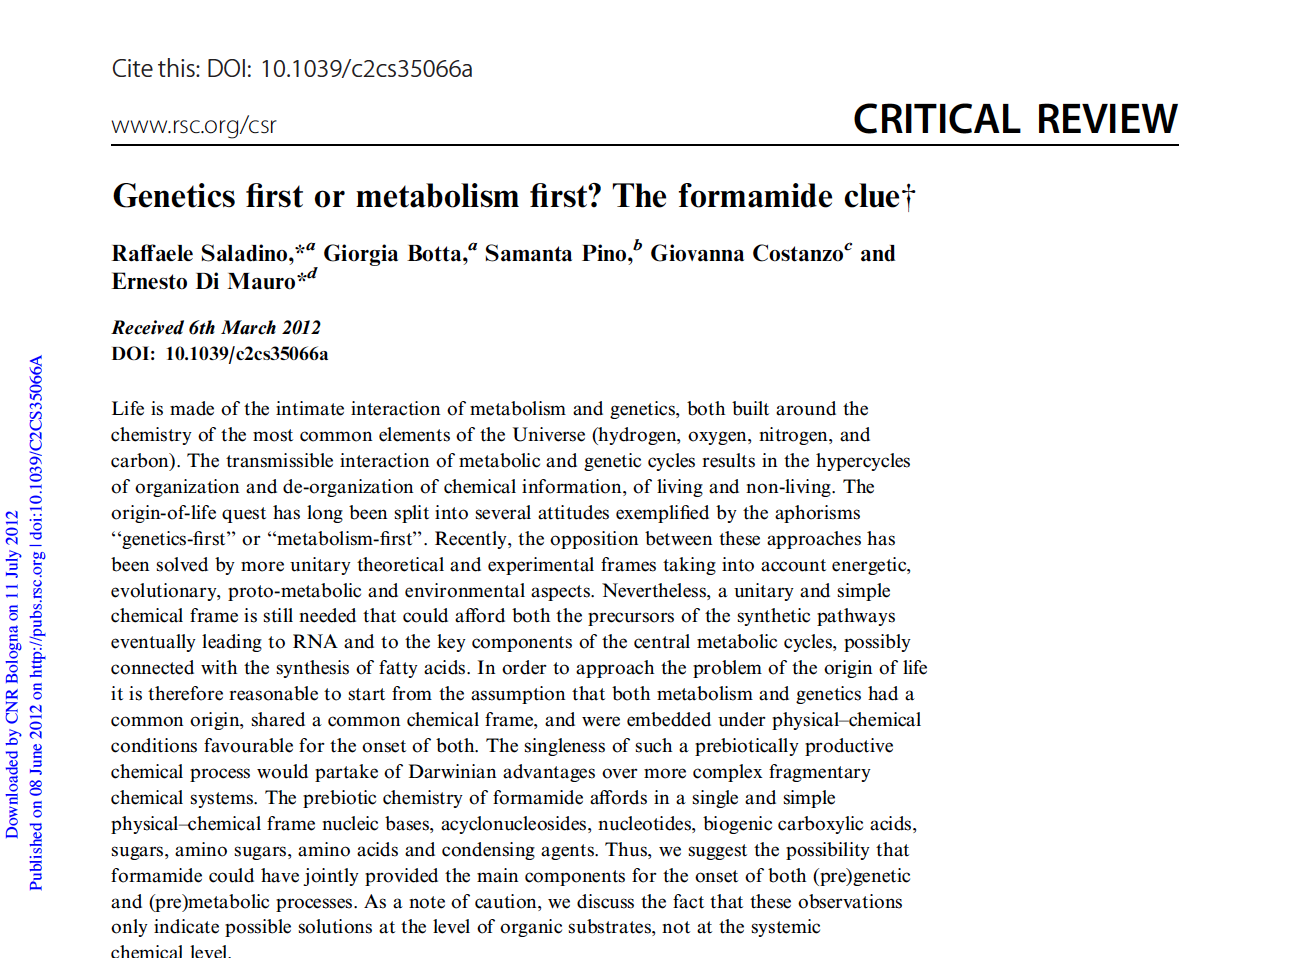 Cite this: DOI: 10.1039/c2cs35066a
www.rsc.org/csr
CRITICAL REVIEW
Genetics first or metabolism first? The formamide clue†
Raffaele Saladino,*a Giorgia Botta,a Samanta Pino,b Giovanna Costanzoc and
Ernesto Di Mauro*d
Received 6th March 2012
DOI: 10.1039/c2cs35066a
Life is made of the intimate interaction of metabolism and genetics, both built around the
chemistry of the most common elements of the Universe (hydrogen, oxygen, nitrogen, and
carbon). The transmissible interaction of metabolic and genetic cycles results in the hypercycles
of organization and de-organization of chemical information, of living and non-living. The
origin-of-life quest has long been split into several attitudes exemplified by the aphorisms
‘‘genetics-first’’ or ‘‘metabolism-first’’. Recently, the opposition between these approaches has
been solved by more unitary theoretical and experimental frames taking into account energetic,
evolutionary, proto-metabolic and environmental aspects. Nevertheless, a unitary and simple
chemical frame is still needed that could afford both the precursors of the synthetic pathways
eventually leading to RNA and to the key components of the central metabolic cycles, possibly
connected with the synthesis of fatty acids. In order to approach the problem of the origin of life
it is therefore reasonable to start from the assumption that both metabolism and genetics had a
common origin, shared a common chemical frame, and were embedded under physical–chemical
conditions favourable for the onset of both. The singleness of such a prebiotically productive
chemical process would partake of Darwinian advantages over more complex fragmentary
chemical systems. The prebiotic chemistry of formamide affords in a single and simple
physical–chemical frame nucleic bases, acyclonucleosides, nucleotides, biogenic carboxylic acids,
sugars, amino sugars, amino acids and condensing agents. Thus, we suggest the possibility that
formamide could have jointly provided the main components for the onset of both (pre)genetic
and (pre)metabolic processes. As a note of caution, we discuss the fact that these observations
only indicate possible solutions at the level of organic substrates, not at the systemic
chemical level.
Downloaded by CNR Bologna on 11 July 2012
Published on 08 June 2012 on http://pubs.rsc.org | doi:10.1039/C2CS35066A